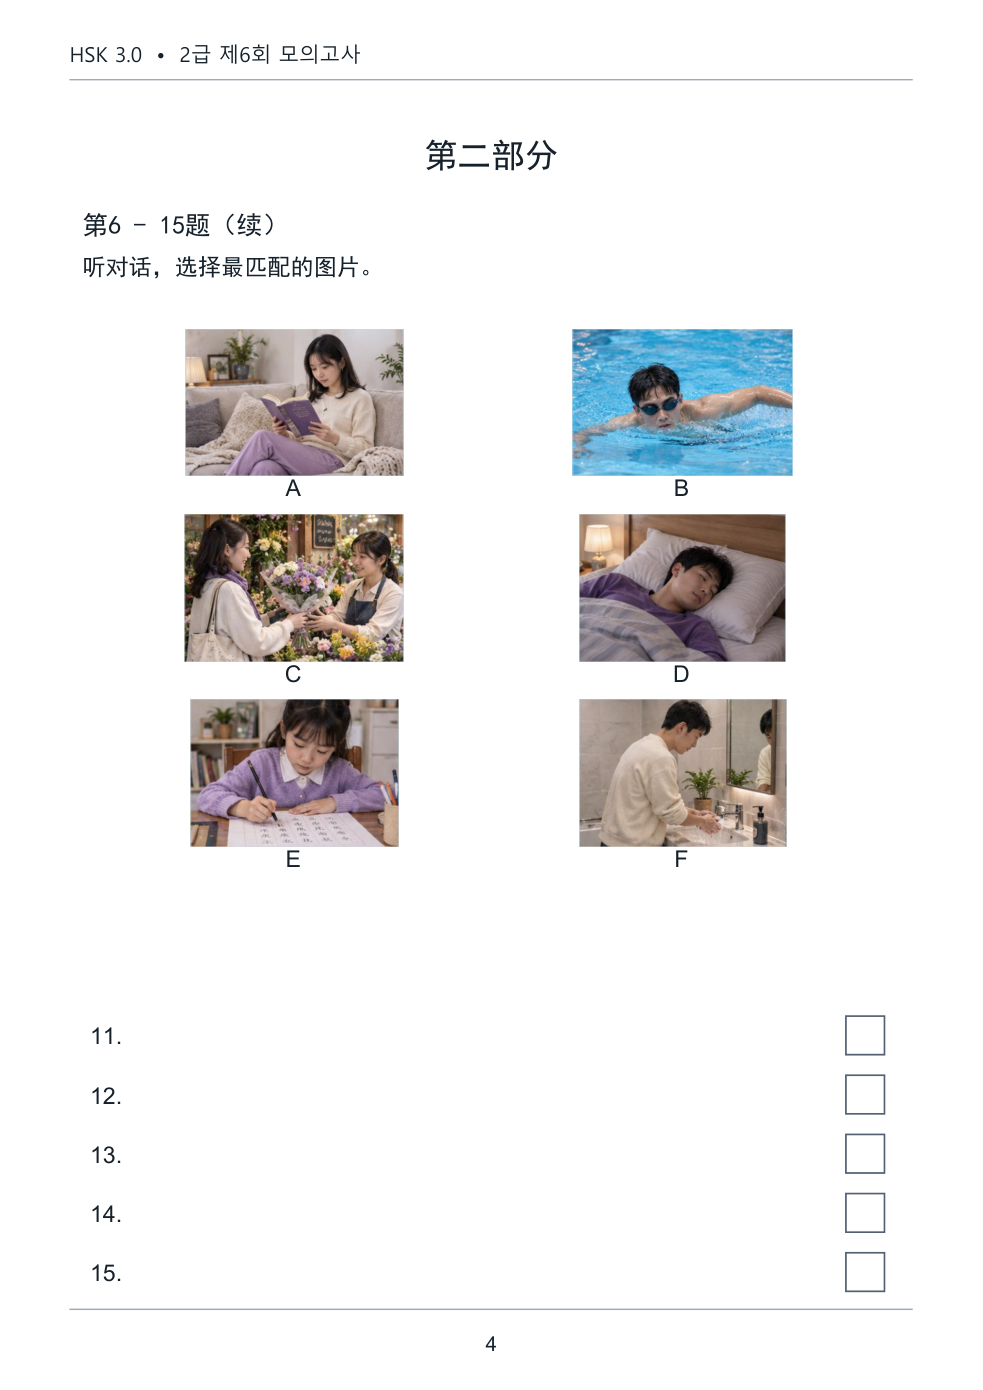 HSK 3.0 • 2급 제6회 모의고사
第二部分
第6 - 15题（续）
听对话，选择最匹配的图片。
A
B
C
D
E
F
11.
12.
13.
14.
15.
4